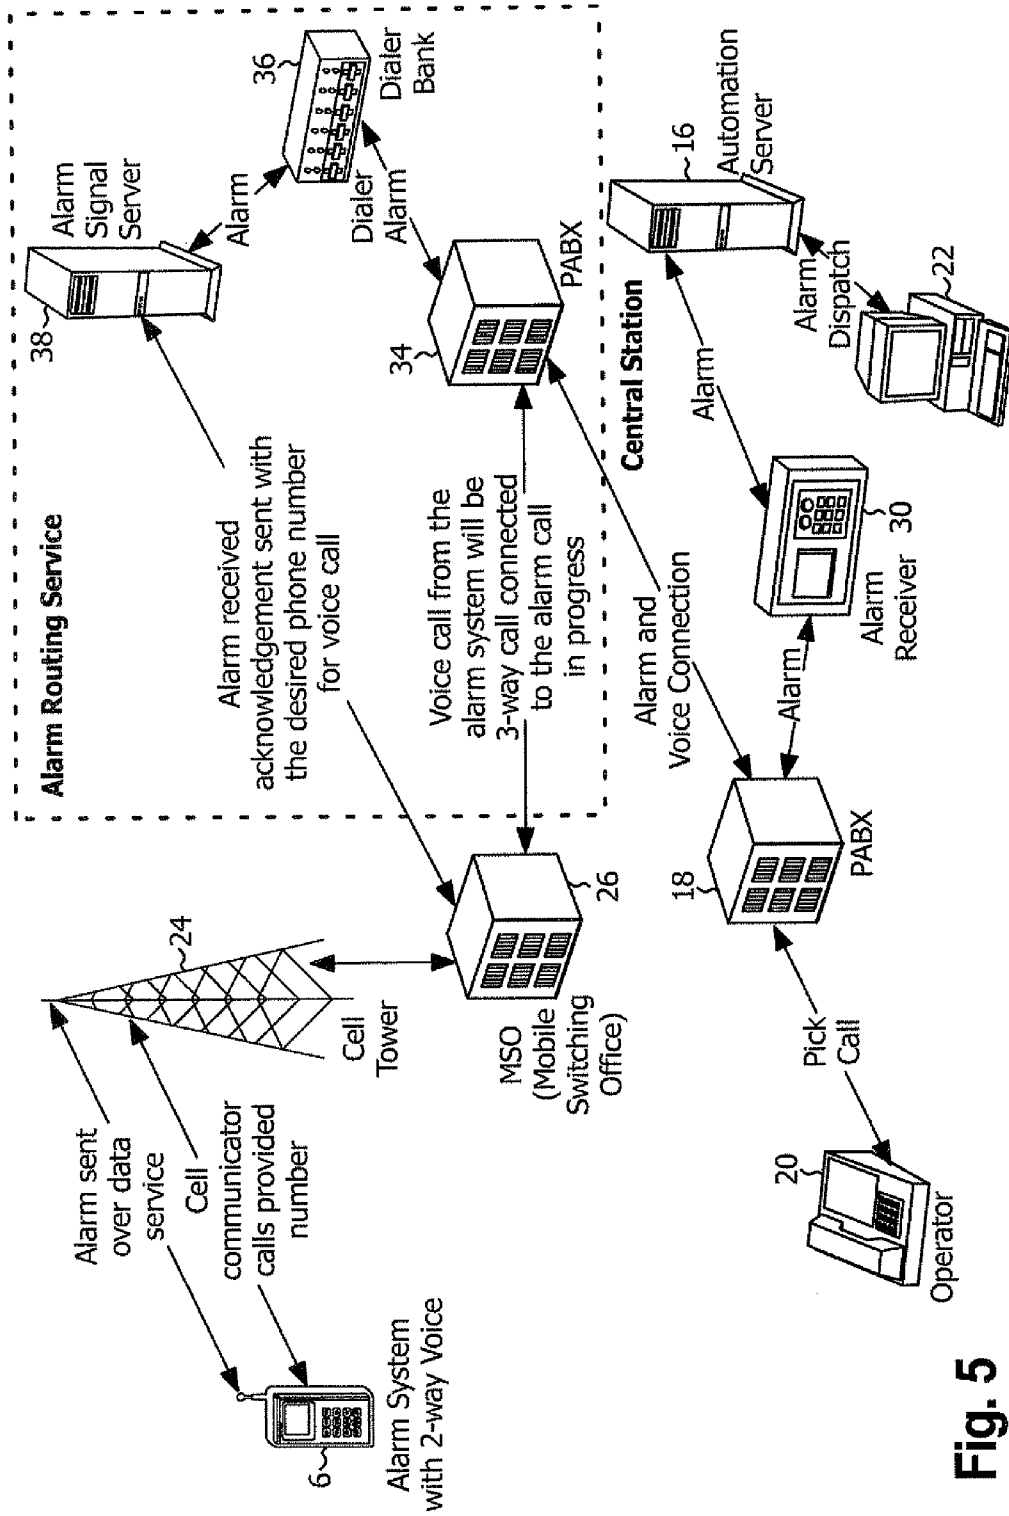 Alarm Routing Service
38
Alarm
Signal
Server
Alarm
36
Dialer
Bank
Dialer
Alarm
34
PABX
Alarm received
acknowledgement sent with
the desired phone number
for voice call
Voice call from the
alarm system will be
3-way call connected
to the alarm call
in progress
Alarm sent
over data
service
Cell
communicator
calls provided
number
24
Cell
Tower
6
Alarm System
with 2-way Voice
26
MSO
(Mobile
Switching
Office)
Central Station
Alarm and
Voice Connection
16
Automation
Server
Alarm
Alarm
Dispatch
22
30
Alarm
Receiver
Alarm
18
PABX
Pick
Call
20
Operator
Fig. 5